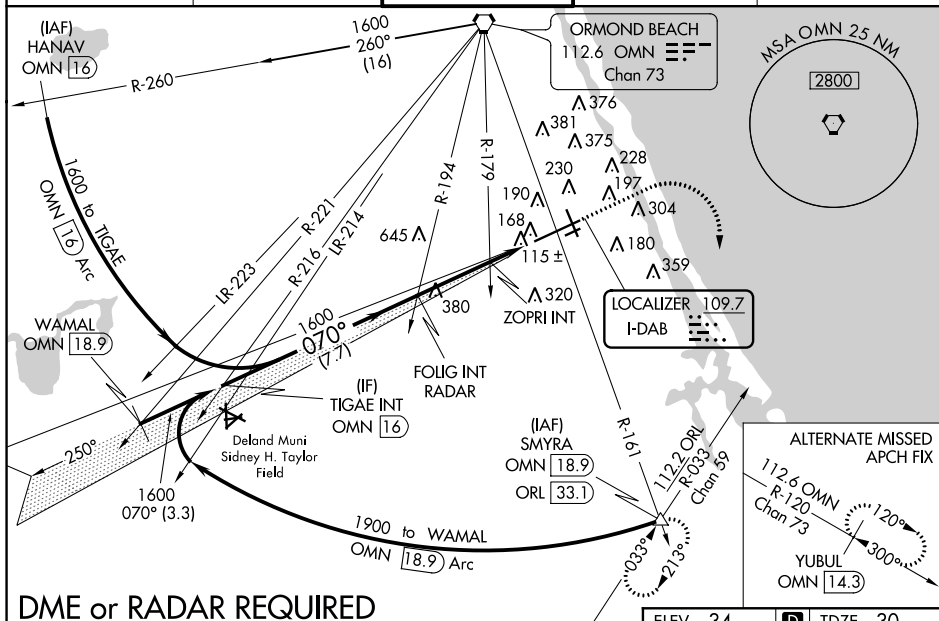 (IAF)
HANAV
OMN 16
1600
260°
(16)
R-260
ORMOND BEACH
112.6 OMN
Chan 73
MSA OMN 25 NM
2800
376
381
375
228
230
197
190
304
168
180
115 ±
359
645
380
320
1600 to TIGAE
OMN 16 Arc
R-221
LR-223
R-216
LR-214
R-194
R-179
R-161
WAMAL
OMN 18.9
1600
070°
(7.7)
ZOPRI INT
LOCALIZER 109.7
I-DAB
FOLIG INT
RADAR
(IF)
TIGAE INT
OMN 16
Deland Muni
Sidney H. Taylor
Field
250°
1600
070° (3.3)
(IAF)
SMYRA
OMN 18.9
ORL 33.1
112.2 ORL
R-033
Chan 59
1900 to WAMAL
OMN 18.9 Arc
033°
213°
ALTERNATE MISSED
APCH FIX
112.6 OMN
R-120
Chan 73
120°
300°
YUBUL
OMN 14.3
DME or RADAR REQUIRED
ELEV 34
D
TDZE 30